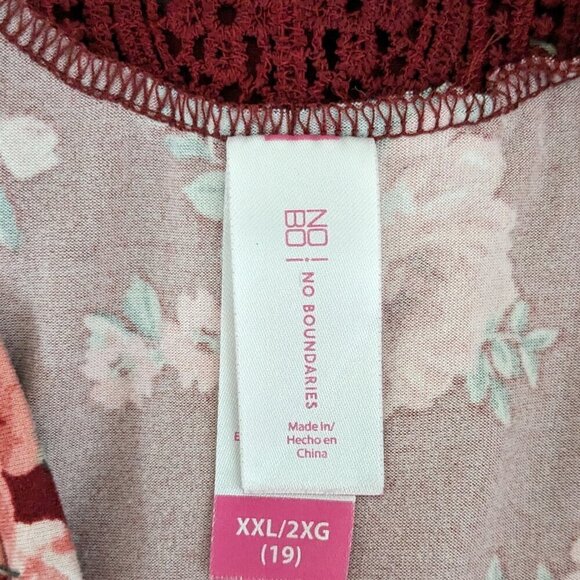 NO
BO
NO BOUNDARIES
Made in/
Hecho en
China
XXL/2XG
(19)